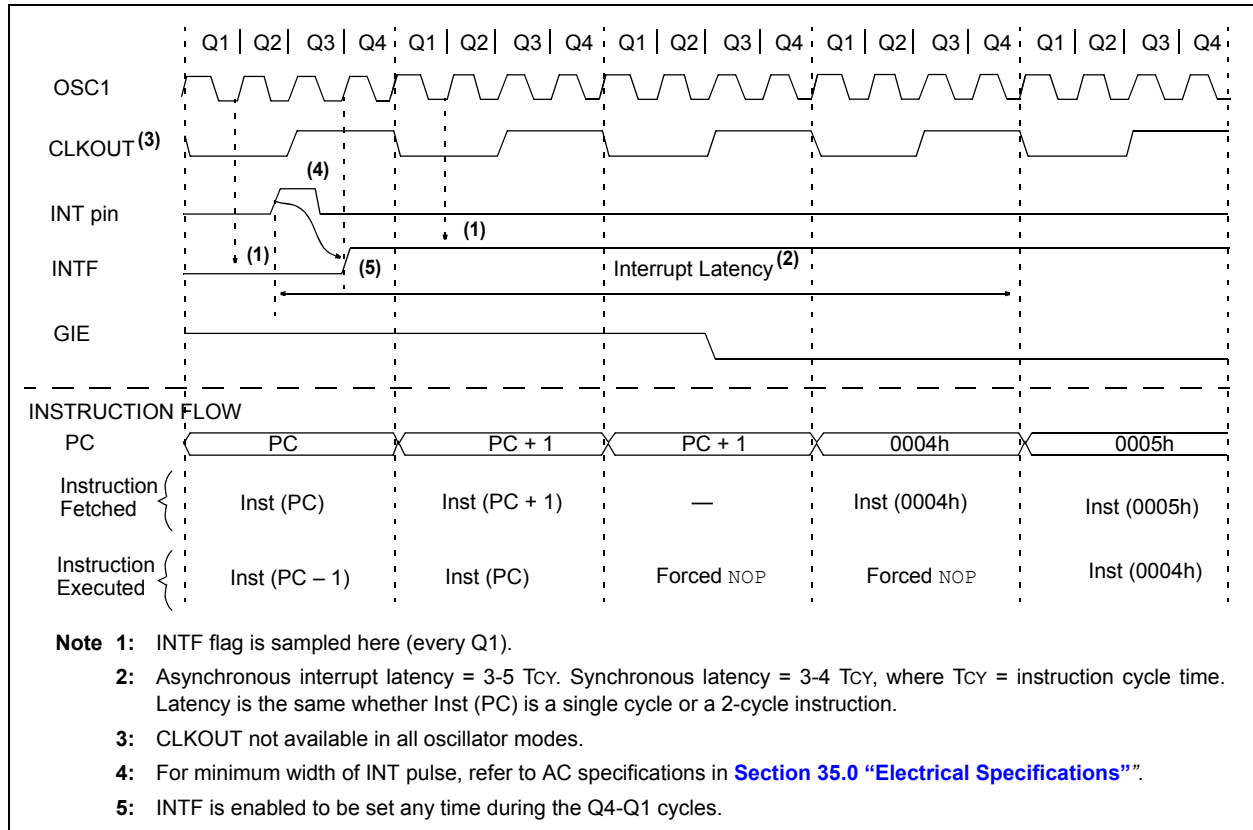 Q1 Q2 Q3 Q4 Q1 Q2 Q3 Q4 Q1 Q2 Q3 Q4 Q1 Q2 Q3 Q4 Q1 Q2 Q3 Q4
OSC1
CLKOUT (3)
(4)
INT pin
(1)
(1)
INTF
(5)
Interrupt Latency (2)
GIE
INSTRUCTION FLOW
PC PC PC + 1 PC + 1 0004h 0005h
Instruction Fetched Inst (PC) Inst (PC + 1) — Inst (0004h) Inst (0005h)
Instruction Executed Inst (PC – 1) Inst (PC) Forced NOP Forced NOP Inst (0004h)
Note 1: INTF flag is sampled here (every Q1).
2: Asynchronous interrupt latency = 3-5 TCY. Synchronous latency = 3-4 TCY, where TCY = instruction cycle time.
Latency is the same whether Inst (PC) is a single cycle or a 2-cycle instruction.
3: CLKOUT not available in all oscillator modes.
4: For minimum width of INT pulse, refer to AC specifications in Section 35.0 “Electrical Specifications””.
5: INTF is enabled to be set any time during the Q4-Q1 cycles.